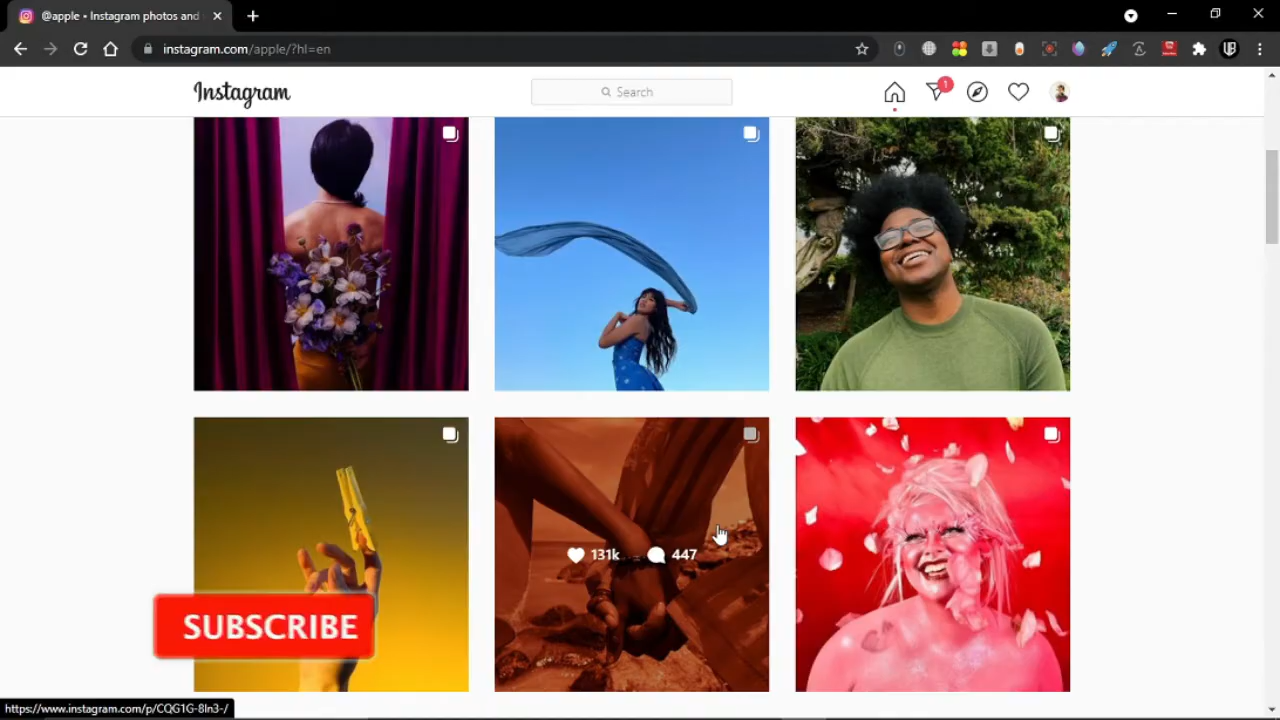 @apple • Instagram photos and
instagram.com/apple/?hl=en
Instagram
Search
1
131k
447
SUBSCRIBE
https://www.instagram.com/p/CQG1G-8ln3-/